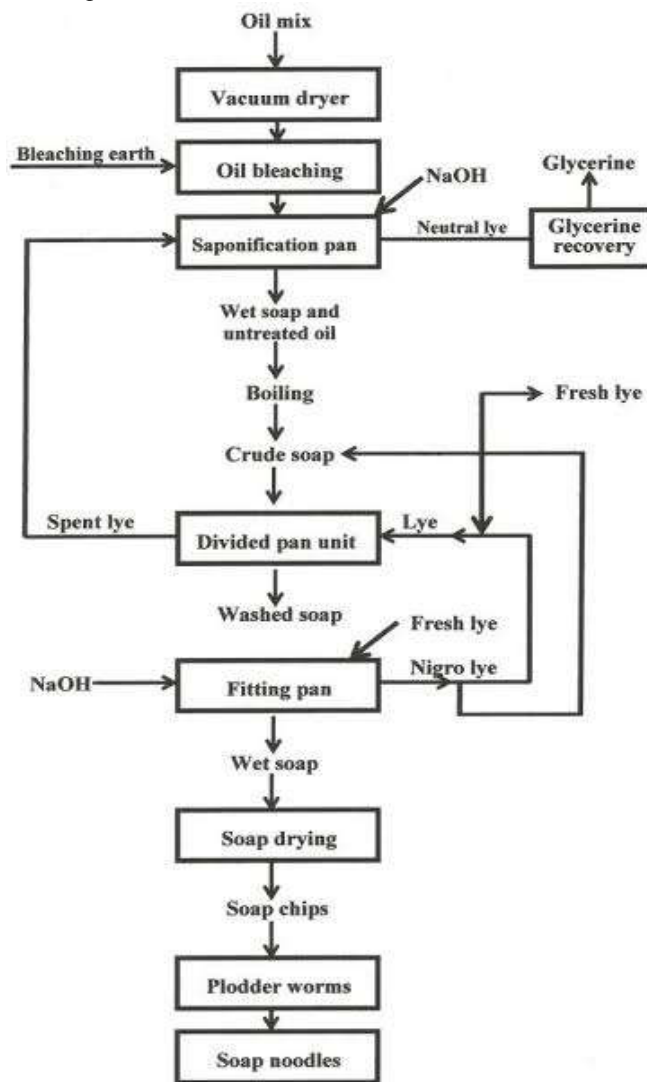 Oil mix
Vacuum dryer
Bleaching earth
Oil bleaching
NaOH
Glycerine
Saponification pan
Neutral lye
Glycerine
recovery
Wet soap and
untreated oil
Boiling
Fresh lye
Crude soap
Spent lye
Divided pan unit
Lye
Washed soap
Fresh lye
NaOH
Fitting pan
Nigro lye
Wet soap
Soap drying
Soap chips
Plodder worms
Soap noodles